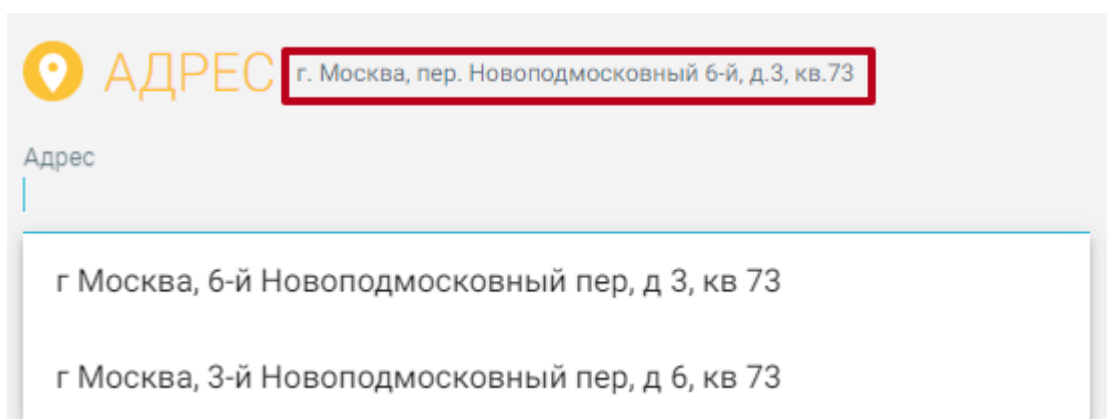 АДРЕС г. Москва, пер. Новоподмосковный 6-й, д.3, кв.73
Адрес
г Москва, 6-й Новоподмосковный пер, д 3, кв 73
г Москва, 3-й Новоподмосковный пер, д 6, кв 73